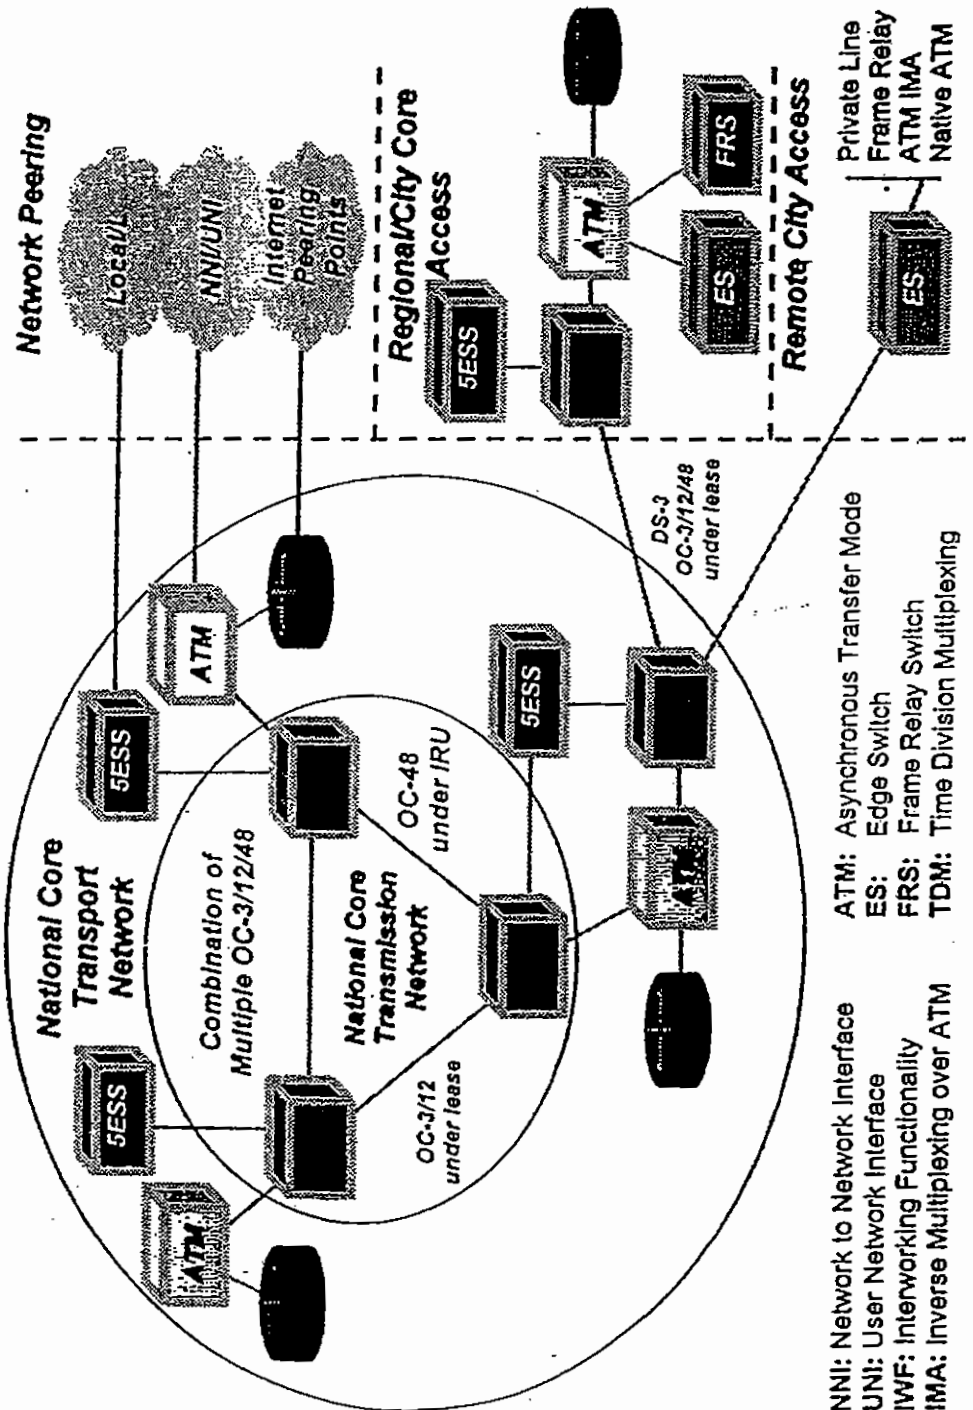 Network Peering
Local/L
NNI/UNI
Internet
Peering
Points
National Core
Transport
Network
5ESS
5ESS
ATM
ATM
Combination of
Multiple OC-3/12/48
National Core
Transmission
Network
OC-48
under IRU
OC-3/12
under lease
5ESS
ATM
DS-3
OC-3/12/48
under lease
Regional/City Core
Access
5ESS
ATM
ES
FRS
Remote City Access
ES
Private Line
Frame Relay
ATM IMA
Native ATM
NNI: Network to Network Interface
UNI: User Network Interface
IWF: Interworking Functionality
IMA: Inverse Multiplexing over ATM
ATM: Asynchronous Transfer Mode
ES: Edge Switch
FRS: Frame Relay Switch
TDM: Time Division Multiplexing